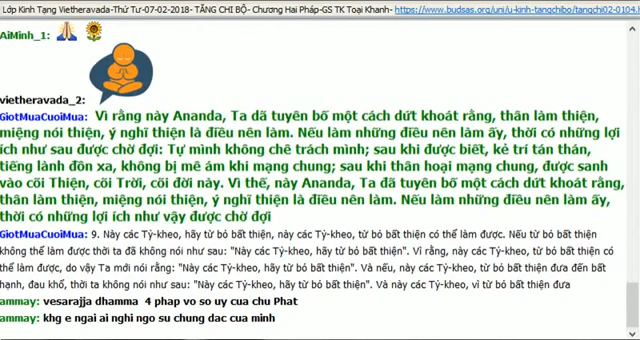 Lớp Kinh Tạng Vietheravada-Thứ Tư-07-02-2018- TĂNG CHI BỘ- Chương Hai Pháp-GS TK Toại Khanh- https://www.budsas.org/uni/u-kinh-tangchibo/tangchi02-0104.h
AiMinh_1:
vietheravada_2:
GiotMuaCuoiMua: Vì rằng này Ananda, Ta đã tuyên bố một cách dứt khoát rằng, thân làm thiện,
miệng nói thiện, ý nghĩ thiện là điều nên làm. Nếu làm những điều nên làm ấy, thời có những lợi
ích như sau được chờ đợi: Tự mình không chê trách mình; sau khi được biết, kẻ trí tán thán,
tiếng lành đồn xa, không bị mê ám khi mạng chung; sau khi thân hoại mạng chung, được sanh
vào cõi Thiện, cõi Trời, cõi đời này. Vì thế, này Ananda, Ta đã tuyên bố một cách dứt khoát rằng,
thân làm thiện, miệng nói thiện, ý nghĩ thiện là điều nên làm. Nếu làm những điều nên làm ấy,
thời có những lợi ích như vậy được chờ đợi
GiotMuaCuoiMua: 9. Này các Tỷ-kheo, hãy từ bỏ bất thiện, này các Tỷ-kheo, từ bỏ bất thiện có thể làm được. Nếu từ bỏ bất thiện
không thể làm được thời ta đã không nói như sau: "Này các Tỷ-kheo, hãy từ bỏ bất thiện". Vì rằng, này các Tỷ-kheo, từ bỏ bất thiện có
thể làm được, do vậy Ta mới nói rằng: "Này các Tỷ-kheo, hãy từ bỏ bất thiện". Và nếu, này các Tỷ-kheo, từ bỏ bất thiện đưa đến bất
hạnh, đau khổ, thời ta không nói như sau: "Này các Tỷ-kheo, hãy từ bỏ bất thiện". Và này các Tỷ-kheo, vì từ bỏ bất thiện đưa
ammay: vesarajja dhamma 4 phap vo so uy cua chu Phat
ammay: khg e ngai ai nghi ngo su chung dac cua minh